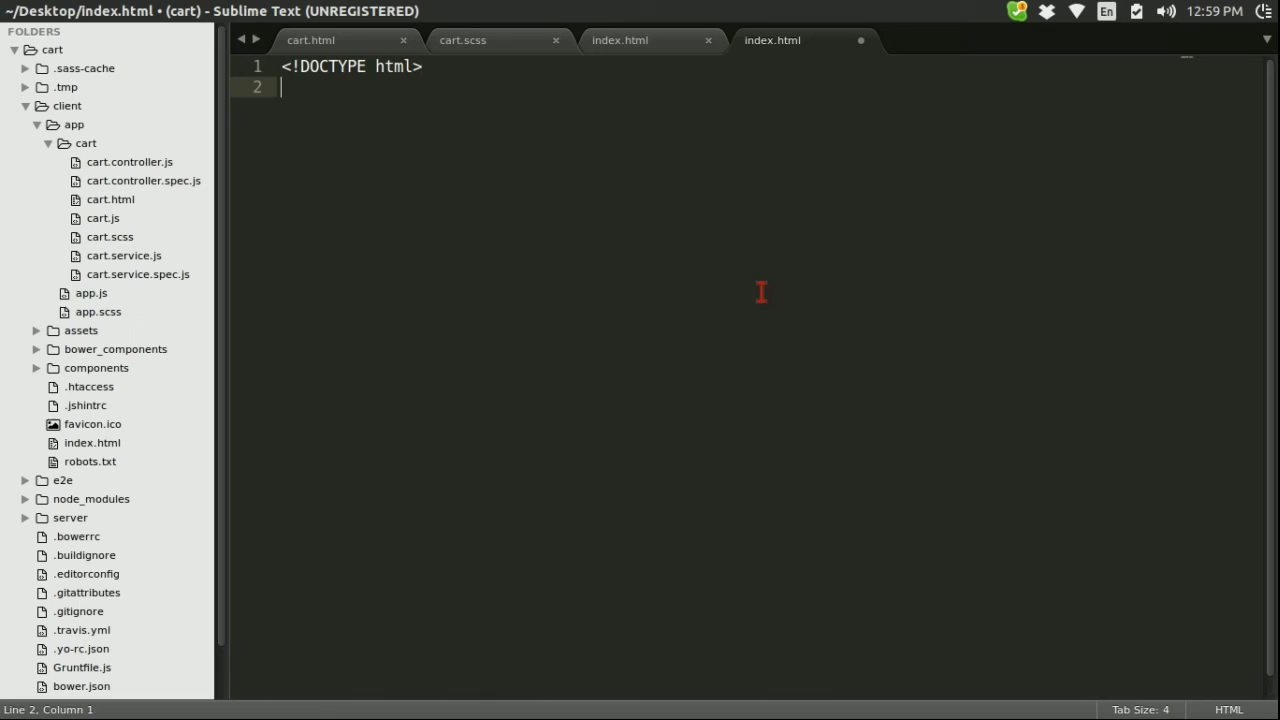 ~/Desktop/index.html • (cart) - Sublime Text (UNREGISTERED)
En
12:59 PM
FOLDERS
cart
.sass-cache
.tmp
client
app
cart
cart.controller.js
cart.controller.spec.js
cart.html
cart.js
cart.scss
cart.service.js
cart.service.spec.js
app.js
app.scss
assets
bower_components
components
.htaccess
.jshintrc
favicon.ico
index.html
robots.txt
e2e
node_modules
server
.bowerrc
.buildignore
.editorconfig
.gitattributes
.gitignore
.travis.yml
.yo-rc.json
Gruntfile.js
bower.json
cart.html
cart.scss
index.html
index.html
1 <!DOCTYPE html>
2
Line 2, Column 1
Tab Size: 4
HTML